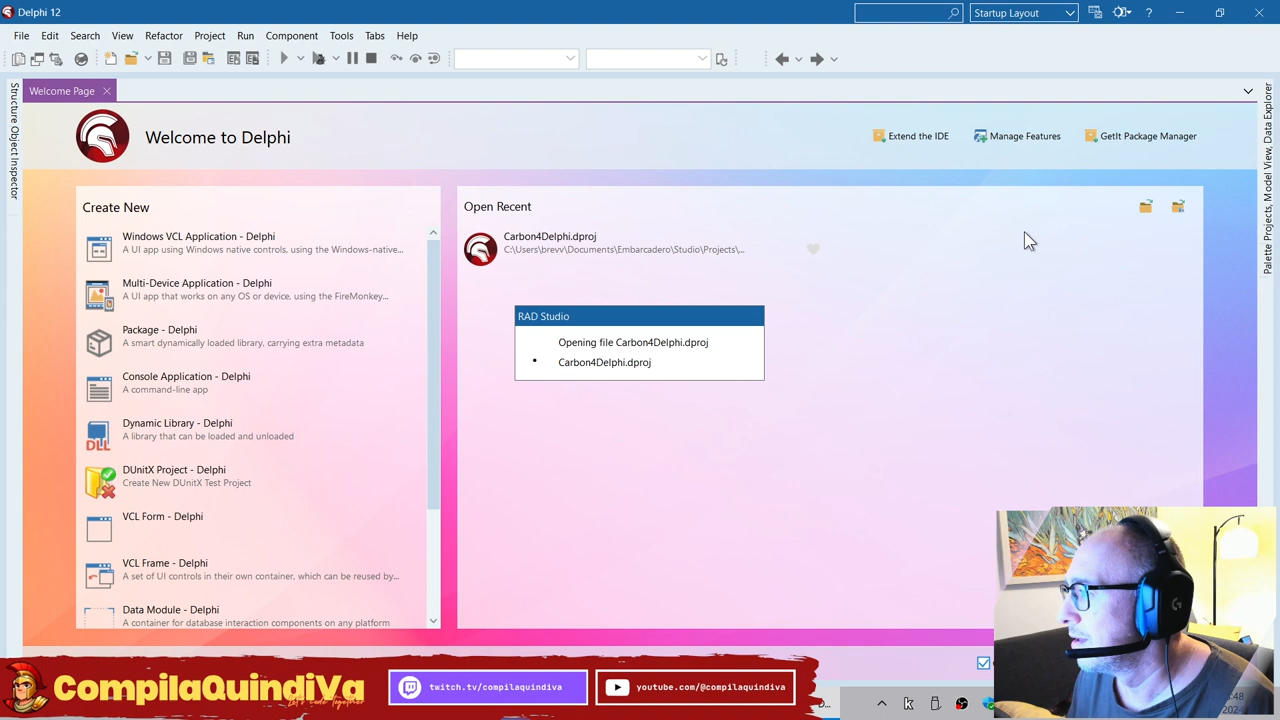 Delphi 12
Startup Layout
File Edit Search View Refactor Project Run Component Tools Tabs Help
Welcome Page
Structure Object Inspector
Palette Projects, Model View, Data Explorer
Welcome to Delphi
Extend the IDE
Manage Features
GetIt Package Manager
Create New
Windows VCL Application - Delphi
A UI app using Windows native controls, using the Windows-native...
Multi-Device Application - Delphi
A UI app that works on any OS or device, using the FireMonkey...
Package - Delphi
A smart dynamically loaded library, carrying extra metadata
Console Application - Delphi
A command-line app
Dynamic Library - Delphi
A library that can be loaded and unloaded
DLL
DUnitX Project - Delphi
Create New DUnitX Test Project
VCL Form - Delphi
VCL Frame - Delphi
A set UI controls in their own container, which can be reused by...
Data Module - Delphi
A container for database interaction components on any platform
Open Recent
Carbon4Delphi.dproj
C:\Users\brevv\Documents\Embarcadero\Studio\Projects\...
RAD Studio
Opening file Carbon4Delphi.dproj
• Carbon4Delphi.dproj
CompilaQuindiVa
Let's Code Together
twitch.tv/compilaquindiva
youtube.com/@compilaquindiva